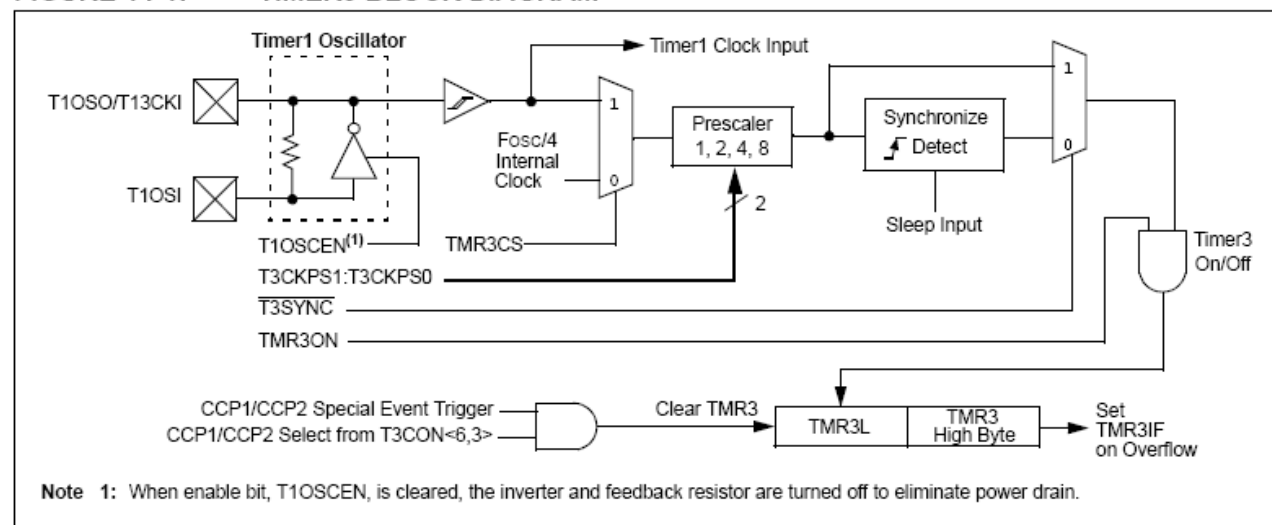 Timer1 Oscillator
Timer1 Clock Input
T1OSO/T13CKI
1
1
Prescaler
1, 2, 4, 8
Synchronize
Detect
FOSC/4
Internal
Clock
0
0
T1OSI
2
Sleep Input
T1OSCEN(1)
TMR3CS
Timer3
On/Off
T3CKPS1:T3CKPS0
T3SYNC
TMR3ON
CCP1/CCP2 Special Event Trigger
CCP1/CCP2 Select from T3CON<6,3>
Clear TMR3
TMR3L
TMR3
High Byte
Set
TMR3IF
on Overflow
Note 1: When enable bit, T1OSCEN, is cleared, the inverter and feedback resistor are turned off to eliminate power drain.